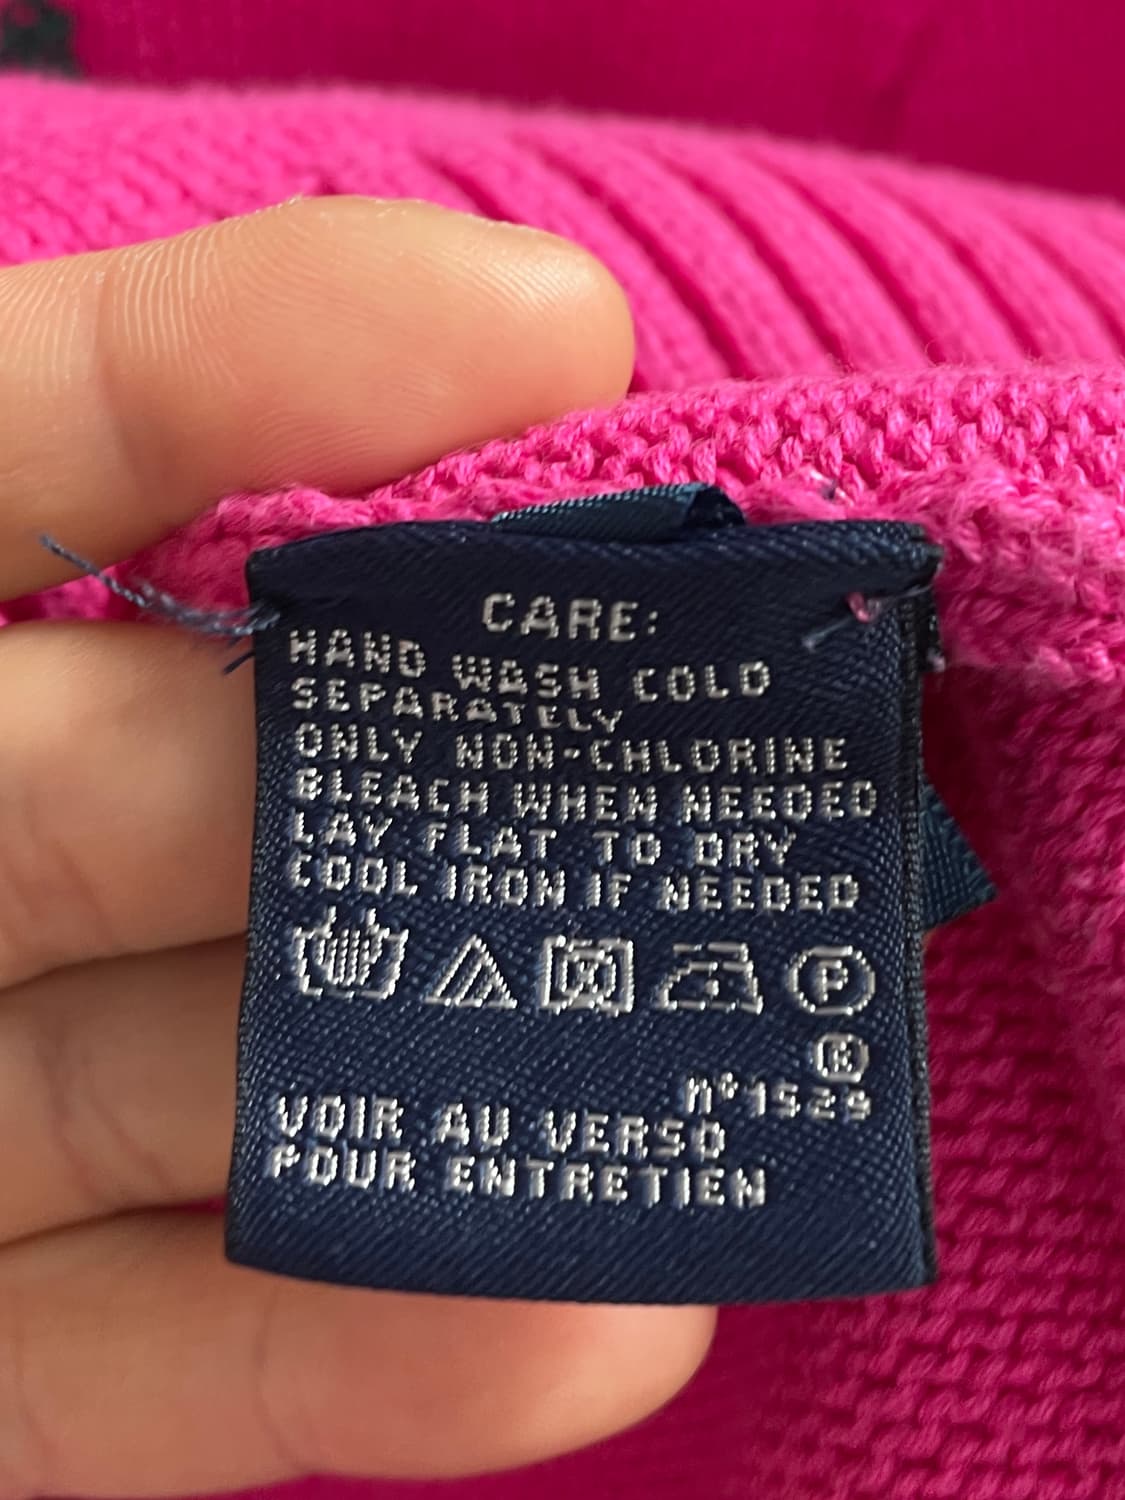 CARE:
HAND WASH COLD
SEPARATELY
ONLY NON-CHLORINE
BLEACH WHEN NEEDED
LAY FLAT TO DRY
COOL IRON IF NEEDED
P
®
n°1529
VOIR AU VERSO
POUR ENTRETIEN